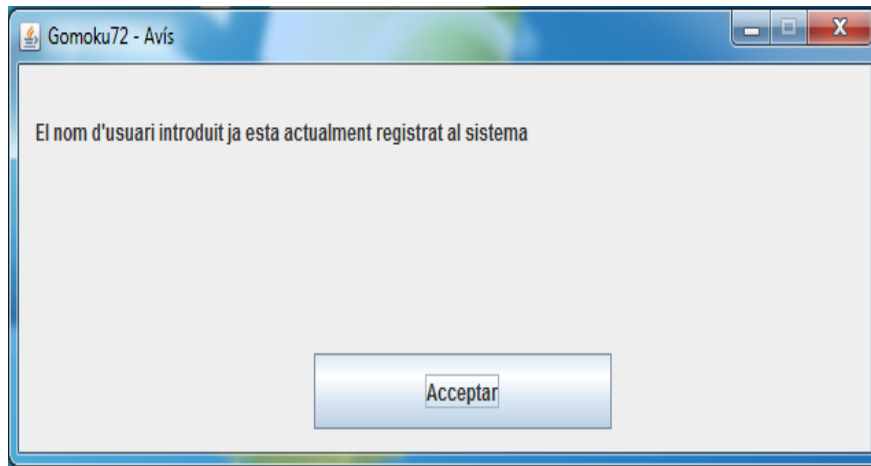 Gomoku72 - Avís
El nom d'usuari introduit ja esta actualment registrat al sistema
Acceptar